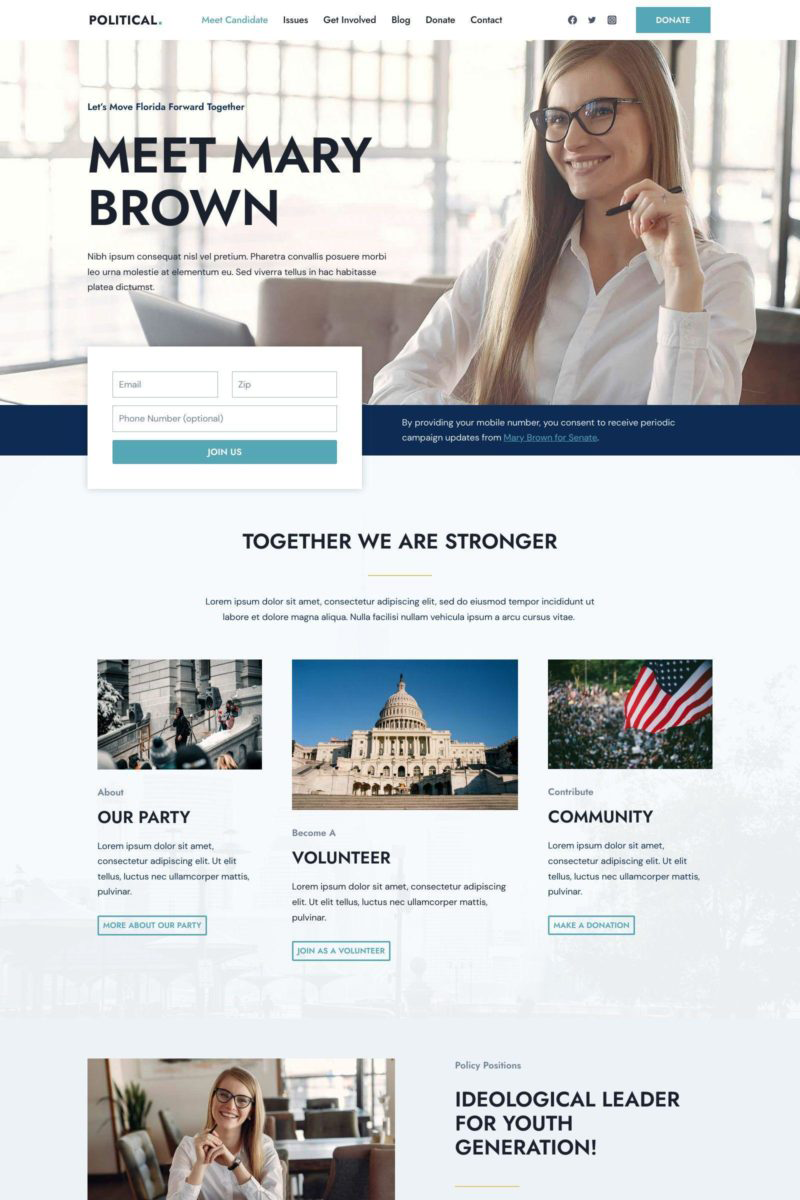 POLITICAL.
Meet Candidate Issues Get Involved Blog Donate Contact
DONATE
Let's Move Florida Forward Together
MEET MARY
BROWN
Nibh ipsum consequat nisl vel pretium. Pharetra convallis posuere morbi
leo urna molestie at elementum eu. Sed viverra tellus in hac habitasse
platea dictumst.
Email
Zip
Phone Number (optional)
JOIN US
By providing your mobile number, you consent to receive periodic
campaign updates from Mary Brown for Senate.
TOGETHER WE ARE STRONGER
Lorem ipsum dolor sit amet, consectetur adipiscing elit, sed do eiusmod tempor incididunt ut
labore et dolore magna aliqua. Nulla facilisi nullam vehicula ipsum a arcu cursus vitae.
About
OUR PARTY
Lorem ipsum dolor sit amet,
consectetur adipiscing elit. Ut elit
tellus, luctus nec ullamcorper mattis,
pulvinar.
MORE ABOUT OUR PARTY
Become A
VOLUNTEER
Lorem ipsum dolor sit amet, consectetur adipiscing
elit. Ut elit tellus, luctus nec ullamcorper mattis,
pulvinar.
JOIN AS A VOLUNTEER
Contribute
COMMUNITY
Lorem ipsum dolor sit amet,
consectetur adipiscing elit. Ut elit
tellus, luctus nec ullamcorper mattis,
pulvinar.
MAKE A DONATION
Policy Positions
IDEOLOGICAL LEADER
FOR YOUTH
GENERATION!